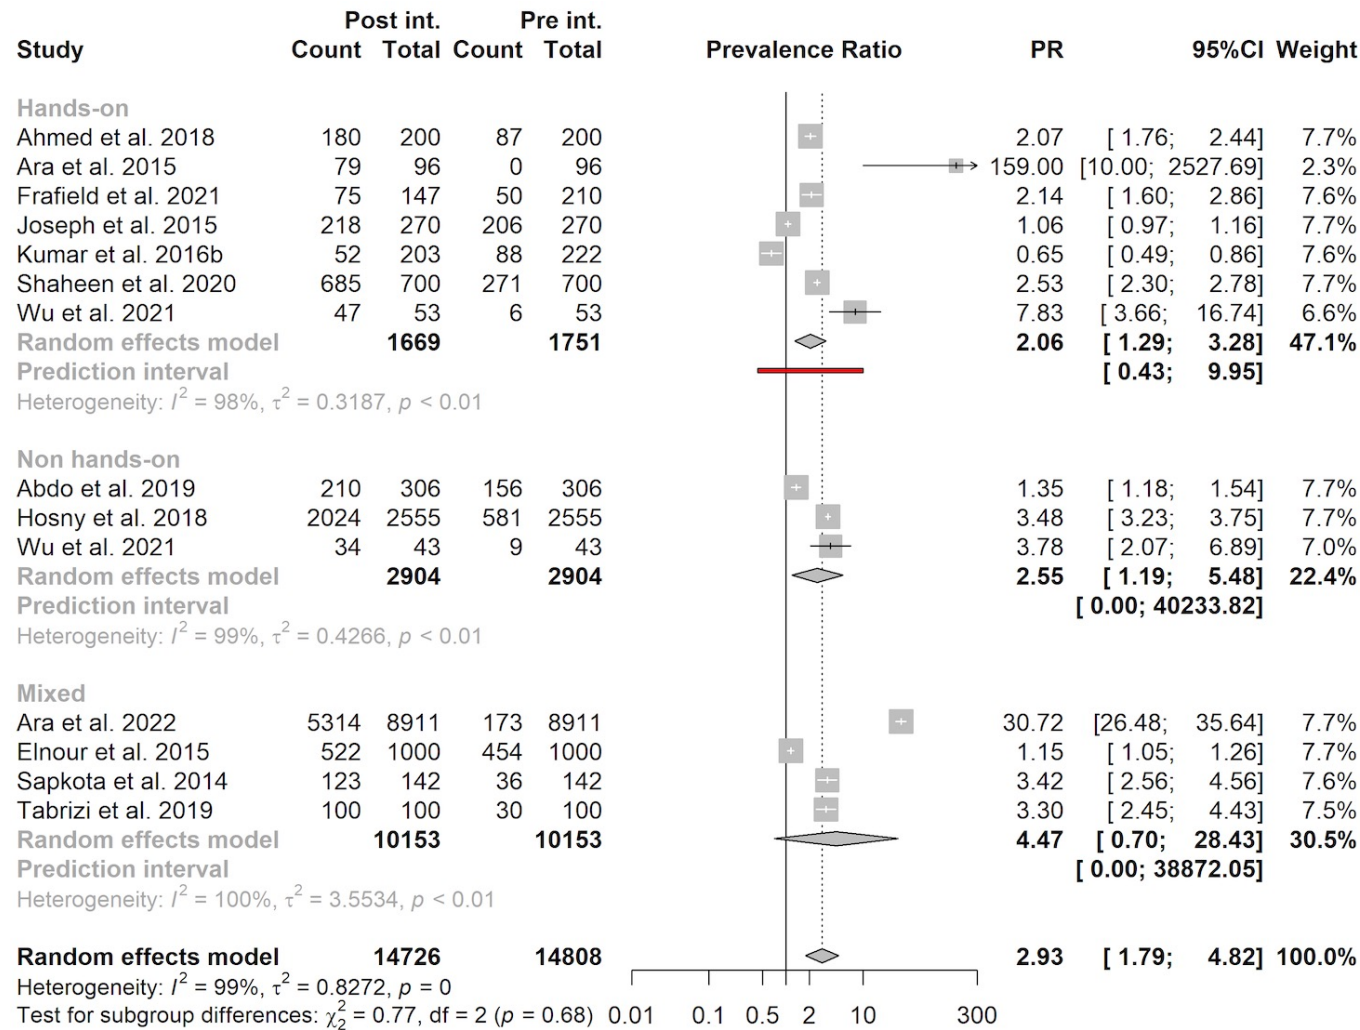 Post int. Pre int.
Study Count Total Count Total Prevalence Ratio PR 95%CI Weight
Hands-on
Ahmed et al. 2018 180 200 87 200 2.07 [ 1.76; 2.44] 7.7%
Ara et al. 2015 79 96 0 96 159.00 [10.00; 2527.69] 2.3%
Frafield et al. 2021 75 147 50 210 2.14 [ 1.60; 2.86] 7.6%
Joseph et al. 2015 218 270 206 270 1.06 [ 0.97; 1.16] 7.7%
Kumar et al. 2016b 52 203 88 222 0.65 [ 0.49; 0.86] 7.6%
Shaheen et al. 2020 685 700 271 700 2.53 [ 2.30; 2.78] 7.7%
Wu et al. 2021 47 53 6 53 7.83 [ 3.66; 16.74] 6.6%
Random effects model 1669 1751 2.06 [ 1.29; 3.28] 47.1%
Prediction interval [ 0.43; 9.95]
Heterogeneity: I² = 98%, τ² = 0.3187, p < 0.01
Non hands-on
Abdo et al. 2019 210 306 156 306 1.35 [ 1.18; 1.54] 7.7%
Hosny et al. 2018 2024 2555 581 2555 3.48 [ 3.23; 3.75] 7.7%
Wu et al. 2021 34 43 9 43 3.78 [ 2.07; 6.89] 7.0%
Random effects model 2904 2904 2.55 [ 1.19; 5.48] 22.4%
Prediction interval [ 0.00; 40233.82]
Heterogeneity: I² = 99%, τ² = 0.4266, p < 0.01
Mixed
Ara et al. 2022 5314 8911 173 8911 30.72 [26.48; 35.64] 7.7%
Elnour et al. 2015 522 1000 454 1000 1.15 [ 1.05; 1.26] 7.7%
Sapkota et al. 2014 123 142 36 142 3.42 [ 2.56; 4.56] 7.6%
Tabrizi et al. 2019 100 100 30 100 3.30 [ 2.45; 4.43] 7.5%
Random effects model 10153 10153 4.47 [ 0.70; 28.43] 30.5%
Prediction interval [ 0.00; 38872.05]
Heterogeneity: I² = 100%, τ² = 3.5534, p < 0.01
Random effects model 14726 14808 2.93 [ 1.79; 4.82] 100.0%
Heterogeneity: I² = 99%, τ² = 0.8272, p = 0
Test for subgroup differences: χ²₂ = 0.77, df = 2 (p = 0.68) 0.01 0.1 0.5 2 10 300